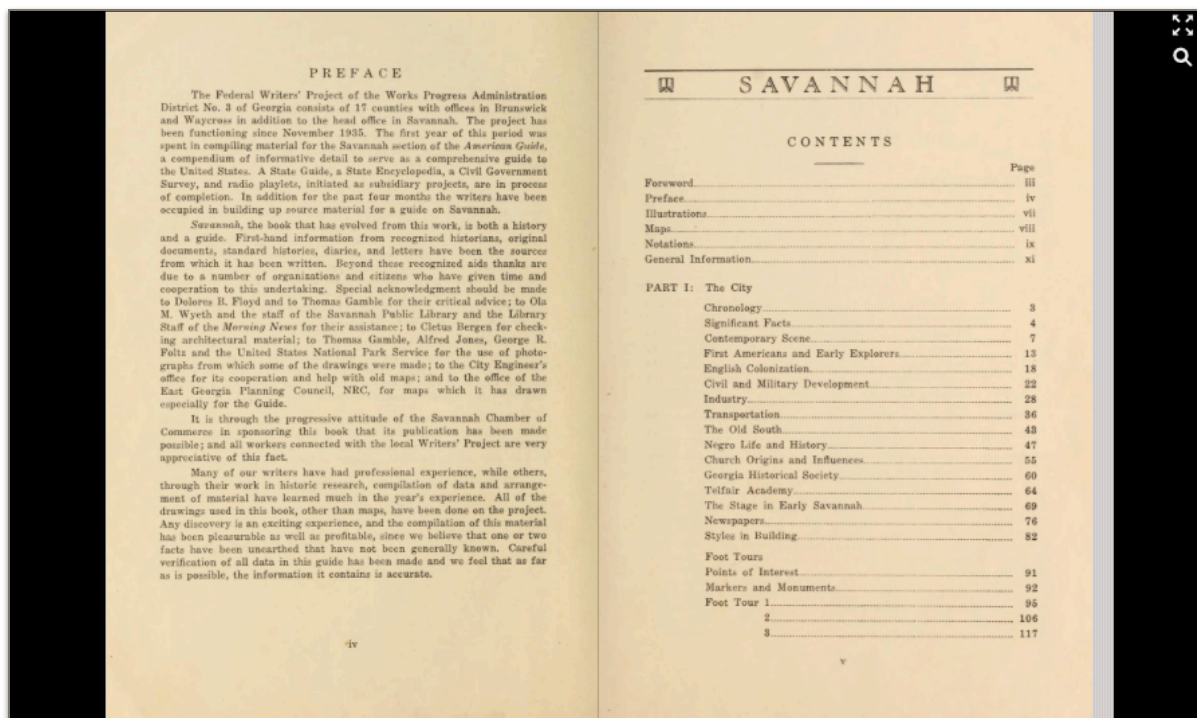 PREFACE
The Federal Writers' Project of the Works Progress Administration
District No. 3 of Georgia consists of 17 counties with offices in Brunswick
and Waycross in addition to the head office in Savannah. The project has
been functioning since November 1935. The first year of this period was
spent in compiling material for the Savannah section of the American Guide,
a compendium of informative detail to serve as a comprehensive guide to
the United States. A State Guide, a State Encyclopedia, a Civil Government
Survey, and radio playlets, initiated as subsidiary projects, are in process
of completion. In addition for the past four months the writers have been
occupied in building up source material for a guide on Savannah.
Savannah, the book that has evolved from this work, is both a history
and a guide. First-hand information from recognized historians, original
documents, standard histories, diaries, and letters have been the sources
from which it has been written. Beyond these recognized aids thanks are
due to a number of organizations and citizens who have given time and
cooperation to this undertaking. Special acknowledgment should be made
to Dolores B. Floyd and to Thomas Gamble for their critical advice; to Ola
M. Wyeth and the staff of the Savannah Public Library and the Library
Staff of the Morning News for their assistance; to Cletus Bergen for check-
ing architectural material; to Thomas Gamble, Alfred Jones, George R.
Foltz and the United States National Park Service for the use of photo-
graphs from which some of the drawings were made; to the City Engineer's
office for its cooperation and help with old maps; and to the office of the
East Georgia Planning Council, NRC, for maps which it has drawn
especially for the Guide.
It is through the progressive attitude of the Savannah Chamber of
Commerce in sponsoring this book that its publication has been made
possible; and all workers connected with the local Writers' Project are very
appreciative of this fact.
Many of our writers have had professional experience, while others,
through their work in historic research, compilation of data and arrange-
ment of material have learned much in the year's experience. All of the
drawings used in this book, other than maps, have been done on the project.
Any discovery is an exciting experience, and the compilation of this material
has been pleasurable as well as profitable, since we believe that one or two
facts have been unearthed that have not been generally known. Careful
verification of all data in this guide has been made and we feel that as far
as is possible, the information it contains is accurate.
iv
SAVANNAH
CONTENTS
Page
Foreword iii
Preface iv
Illustrations vii
Maps viii
Notations ix
General Information xi
PART I: The City
Chronology 3
Significant Facts 4
Contemporary Scene 7
First Americans and Early Explorers 13
English Colonization 18
Civil and Military Development 22
Industry 28
Transportation 36
The Old South 43
Negro Life and History 47
Church Origins and Influences 55
Georgia Historical Society 60
Telfair Academy 64
The Stage in Early Savannah 69
Newspapers 76
Styles in Building 82
Foot Tours
Points of Interest 91
Markers and Monuments 92
Foot Tour 1 95
2 106
3 117
v